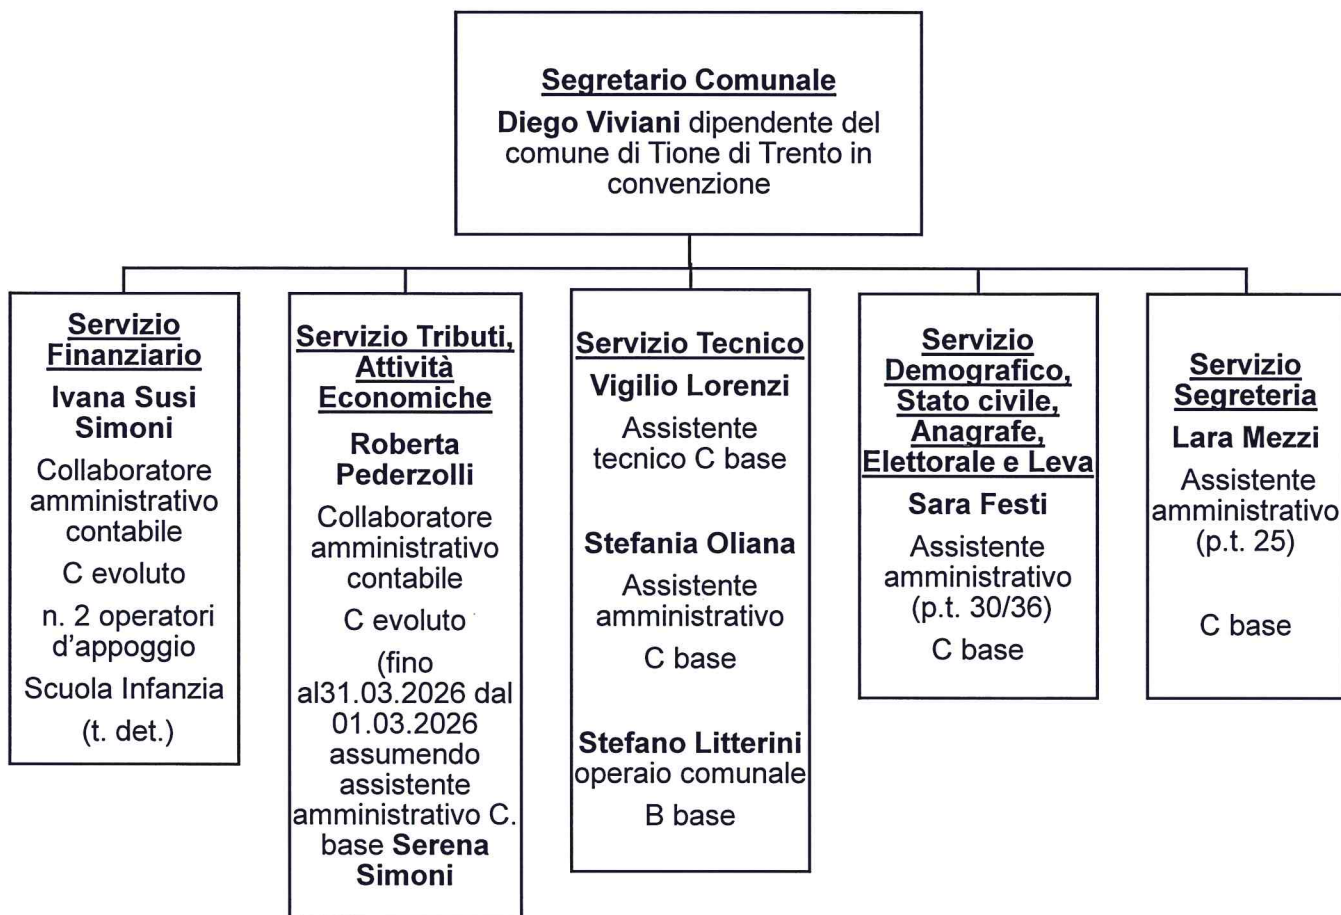 Segretario Comunale
Diego Viviani dipendente del
comune di Tione di Trento in
convenzione
Servizio
Finanziario
Ivana Susi
Simoni
Collaboratore
amministrativo
contabile
C evoluto
n. 2 operatori
d'appoggio
Scuola Infanzia
(t. det.)
Servizio Tributi,
Attività
Economiche
Roberta
Pederzolli
Collaboratore
amministrativo
contabile
C evoluto
(fino
al31.03.2026 dal
01.03.2026
assumendo
assistente
amministrativo C.
base Serena
Simoni
Servizio Tecnico
Vigilio Lorenzi
Assistente
tecnico C base
Stefania Oliana
Assistente
amministrativo
C base
Stefano Litterini
operaio comunale
B base
Servizio
Demografico,
Stato civile,
Anagrafe,
Elettorale e Leva
Sara Festi
Assistente
amministrativo
(p.t. 30/36)
C base
Servizio
Segreteria
Lara Mezzi
Assistente
amministrativo
(p.t. 25)
C base